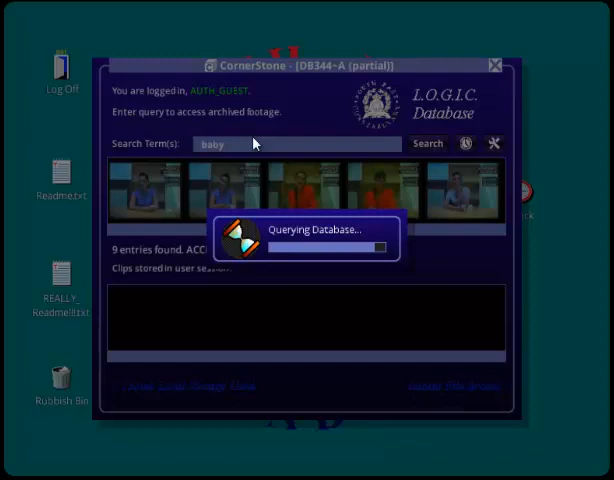 Log Off
CornerStone - [DB344~A (partial)]
You are logged in, AUTH_GUEST.
Enter query to access archived footage.
L.O.G.I.C.
Database
Search Term(s):
baby
Search
Readme.txt
Querying Database...
9 entries found. ACC
Clips stored in user session.
REALLY_
Readme!!!.txt
Rubbish Bin